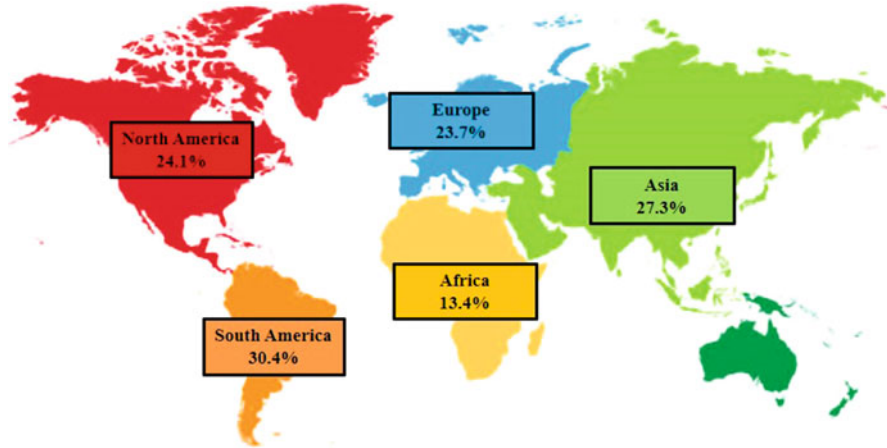 North America
24.1%
Europe
23.7%
Asia
27.3%
Africa
13.4%
South America
30.4%